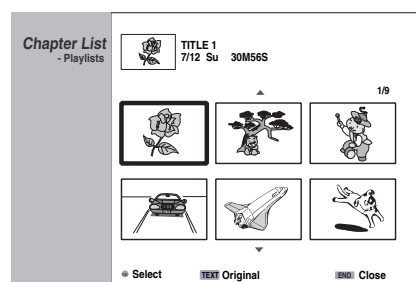 Chapter List
- Playlists
TITLE 1
7/12 Su 30M56S
1/9
Select
TEXT Original
END Close